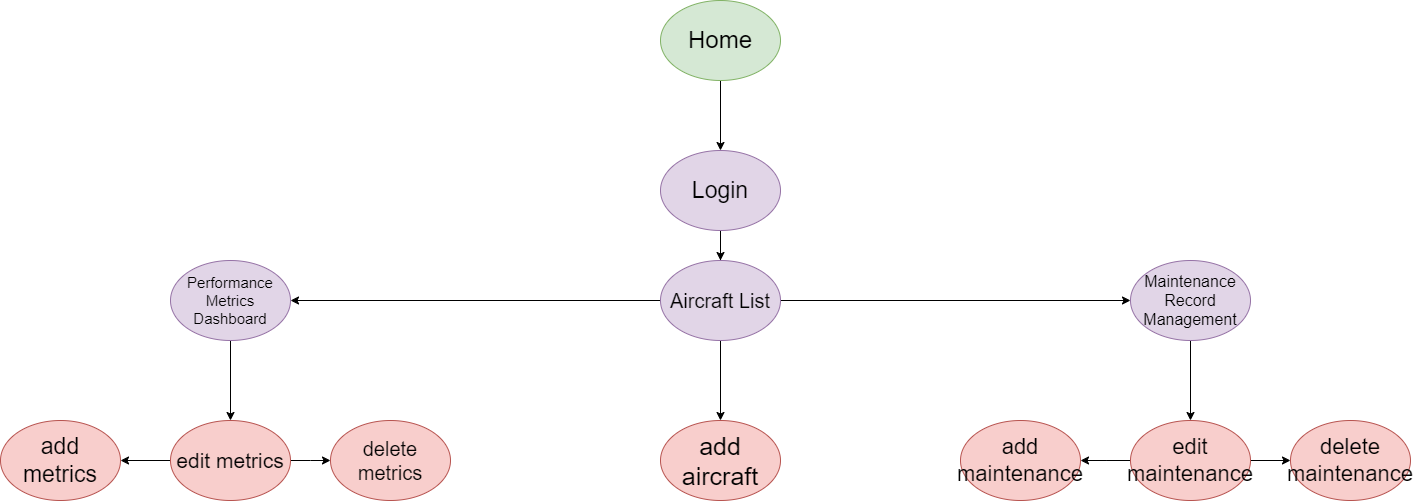 Home
Login
Performance
Metrics
Dashboard
Aircraft List
Maintenance
Record
Management
add
metrics
edit metrics
delete
metrics
add
aircraft
add
maintenance
edit
maintenance
delete
maintenance